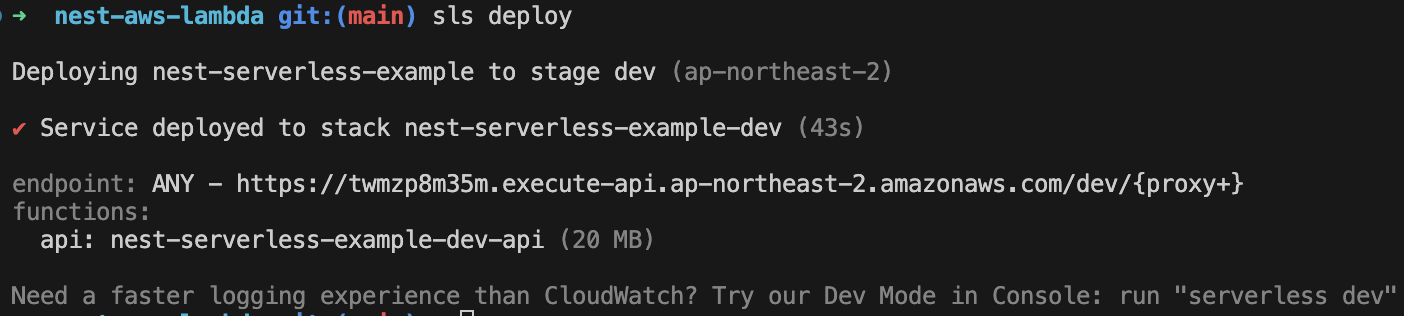 → nest-aws-lambda git:(main) sls deploy
Deploying nest-serverless-example to stage dev (ap-northeast-2)
✔ Service deployed to stack nest-serverless-example-dev (43s)
endpoint: ANY - https://twmzp8m35m.execute-api.ap-northeast-2.amazonaws.com/dev/{proxy+}
functions:
api: nest-serverless-example-dev-api (20 MB)
Need a faster logging experience than CloudWatch? Try our Dev Mode in Console: run "serverless dev"